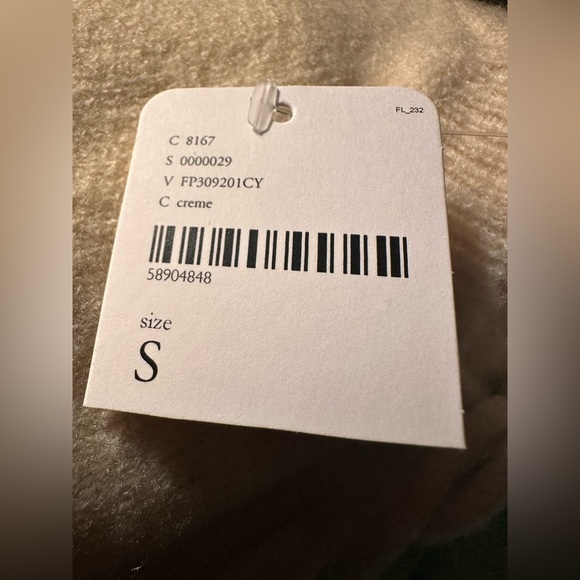 FL_232
C 8167
S 0000029
V FP309201CY
C creme
58904848
size
S